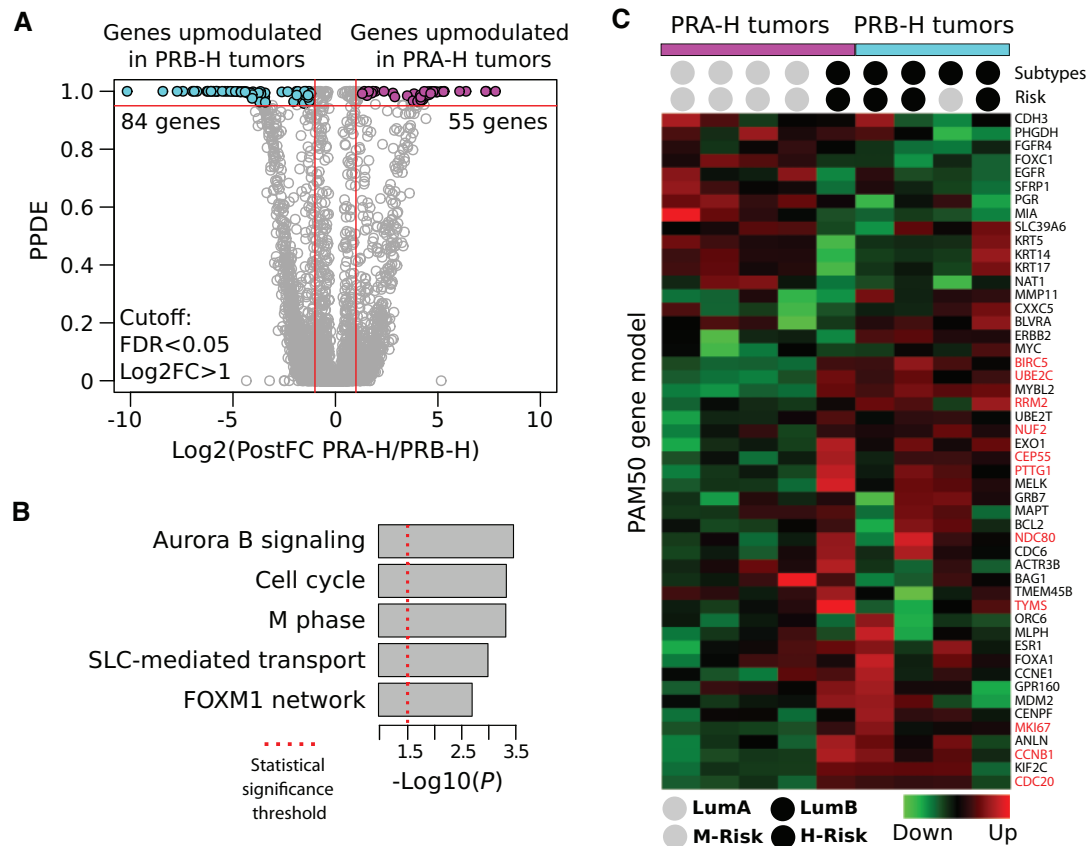 A
Genes upmodulated
in PRB-H tumors
Genes upmodulated
in PRA-H tumors
PPDE
1.0
0.8
0.6
0.4
0.2
0
84 genes
55 genes
Cutoff:
FDR<0.05
Log2FC>1
-10
-5
0
5
10
Log2(PostFC PRA-H/PRB-H)
B
Aurora B signaling
Cell cycle
M phase
SLC-mediated transport
FOXM1 network
1.5
2.5
3.5
-Log10(P)
Statistical
significance
threshold
C
PRA-H tumors
PRB-H tumors
Subtypes
Risk
PAM50 gene model
CDH3
PHGDH
FGFR4
FOXC1
EGFR
SFRP1
PGR
MIA
SLC39A6
KRT5
KRT14
KRT17
NAT1
MMP11
CXXC5
BLVRA
ERBB2
MYC
BIRC5
UBE2C
MYBL2
RRM2
UBE2T
NUF2
EXO1
CEP55
PTTG1
MELK
GRB7
MAPT
BCL2
NDC80
CDC6
ACTR3B
BAG1
TMEM45B
TYMS
ORC6
MLPH
ESR1
FOXA1
CCNE1
GPR160
MDM2
CENPF
MKI67
ANLN
CCNB1
KIF2C
CDC20
LumA
LumB
M-Risk
H-Risk
Down
Up